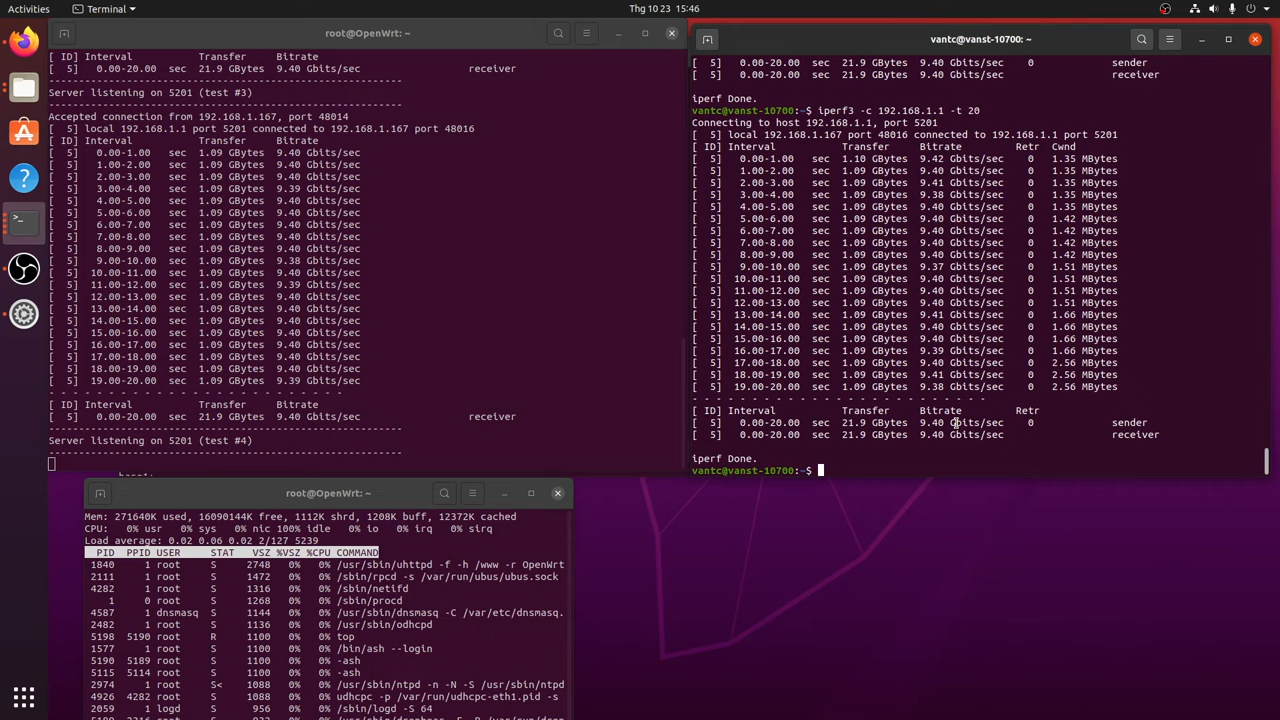 Activities
Terminal
Thg 10 23 15:46
root@OpenWrt: ~
[ ID] Interval Transfer Bitrate
[ 5] 0.00-20.00 sec 21.9 GBytes 9.40 Gbits/sec receiver
-----------------------------------------------------------
Server listening on 5201 (test #3)
-----------------------------------------------------------
Accepted connection from 192.168.1.167, port 48014
[ 5] local 192.168.1.1 port 5201 connected to 192.168.1.167 port 48016
[ ID] Interval Transfer Bitrate
[ 5] 0.00-1.00 sec 1.09 GBytes 9.40 Gbits/sec
[ 5] 1.00-2.00 sec 1.09 GBytes 9.40 Gbits/sec
[ 5] 2.00-3.00 sec 1.09 GBytes 9.40 Gbits/sec
[ 5] 3.00-4.00 sec 1.09 GBytes 9.39 Gbits/sec
[ 5] 4.00-5.00 sec 1.09 GBytes 9.40 Gbits/sec
[ 5] 5.00-6.00 sec 1.09 GBytes 9.40 Gbits/sec
[ 5] 6.00-7.00 sec 1.09 GBytes 9.40 Gbits/sec
[ 5] 7.00-8.00 sec 1.09 GBytes 9.40 Gbits/sec
[ 5] 8.00-9.00 sec 1.09 GBytes 9.40 Gbits/sec
[ 5] 9.00-10.00 sec 1.09 GBytes 9.38 Gbits/sec
[ 5] 10.00-11.00 sec 1.09 GBytes 9.40 Gbits/sec
[ 5] 11.00-12.00 sec 1.09 GBytes 9.39 Gbits/sec
[ 5] 12.00-13.00 sec 1.09 GBytes 9.40 Gbits/sec
[ 5] 13.00-14.00 sec 1.09 GBytes 9.40 Gbits/sec
[ 5] 14.00-15.00 sec 1.09 GBytes 9.40 Gbits/sec
[ 5] 15.00-16.00 sec 1.09 GBytes 9.40 Gbits/sec
[ 5] 16.00-17.00 sec 1.09 GBytes 9.40 Gbits/sec
[ 5] 17.00-18.00 sec 1.09 GBytes 9.40 Gbits/sec
[ 5] 18.00-19.00 sec 1.09 GBytes 9.40 Gbits/sec
[ 5] 19.00-20.00 sec 1.09 GBytes 9.39 Gbits/sec
- - - - - - - - - - - - - - - - - - - - - - - - -
[ ID] Interval Transfer Bitrate
[ 5] 0.00-20.00 sec 21.9 GBytes 9.40 Gbits/sec receiver
-----------------------------------------------------------
Server listening on 5201 (test #4)
-----------------------------------------------------------
vantc@vanst-10700: ~
[ 5] 0.00-20.00 sec 21.9 GBytes 9.40 Gbits/sec 0 sender
[ 5] 0.00-20.00 sec 21.9 GBytes 9.40 Gbits/sec receiver
iperf Done.
vantc@vanst-10700:~$ iperf3 -c 192.168.1.1 -t 20
Connecting to host 192.168.1.1, port 5201
[ 5] local 192.168.1.167 port 48016 connected to 192.168.1.1 port 5201
[ ID] Interval Transfer Bitrate Retr Cwnd
[ 5] 0.00-1.00 sec 1.10 GBytes 9.42 Gbits/sec 0 1.35 MBytes
[ 5] 1.00-2.00 sec 1.09 GBytes 9.40 Gbits/sec 0 1.35 MBytes
[ 5] 2.00-3.00 sec 1.09 GBytes 9.41 Gbits/sec 0 1.35 MBytes
[ 5] 3.00-4.00 sec 1.09 GBytes 9.38 Gbits/sec 0 1.35 MBytes
[ 5] 4.00-5.00 sec 1.09 GBytes 9.40 Gbits/sec 0 1.35 MBytes
[ 5] 5.00-6.00 sec 1.09 GBytes 9.40 Gbits/sec 0 1.42 MBytes
[ 5] 6.00-7.00 sec 1.09 GBytes 9.40 Gbits/sec 0 1.42 MBytes
[ 5] 7.00-8.00 sec 1.09 GBytes 9.40 Gbits/sec 0 1.42 MBytes
[ 5] 8.00-9.00 sec 1.09 GBytes 9.40 Gbits/sec 0 1.42 MBytes
[ 5] 9.00-10.00 sec 1.09 GBytes 9.37 Gbits/sec 0 1.51 MBytes
[ 5] 10.00-11.00 sec 1.09 GBytes 9.40 Gbits/sec 0 1.51 MBytes
[ 5] 11.00-12.00 sec 1.09 GBytes 9.40 Gbits/sec 0 1.51 MBytes
[ 5] 12.00-13.00 sec 1.09 GBytes 9.40 Gbits/sec 0 1.51 MBytes
[ 5] 13.00-14.00 sec 1.09 GBytes 9.41 Gbits/sec 0 1.66 MBytes
[ 5] 14.00-15.00 sec 1.09 GBytes 9.40 Gbits/sec 0 1.66 MBytes
[ 5] 15.00-16.00 sec 1.09 GBytes 9.40 Gbits/sec 0 1.66 MBytes
[ 5] 16.00-17.00 sec 1.09 GBytes 9.39 Gbits/sec 0 1.66 MBytes
[ 5] 17.00-18.00 sec 1.09 GBytes 9.40 Gbits/sec 0 2.56 MBytes
[ 5] 18.00-19.00 sec 1.09 GBytes 9.41 Gbits/sec 0 2.56 MBytes
[ 5] 19.00-20.00 sec 1.09 GBytes 9.38 Gbits/sec 0 2.56 MBytes
- - - - - - - - - - - - - - - - - - - - - - - - -
[ ID] Interval Transfer Bitrate Retr
[ 5] 0.00-20.00 sec 21.9 GBytes 9.40 Gbits/sec 0 sender
[ 5] 0.00-20.00 sec 21.9 GBytes 9.40 Gbits/sec receiver
iperf Done.
vantc@vanst-10700:~$
root@OpenWrt: ~
Mem: 271640K used, 16090144K free, 1112K shrd, 1208K buff, 12372K cached
CPU: 0% usr 0% sys 0% nic 100% idle 0% io 0% irq 0% sirq
Load average: 0.02 0.06 0.02 2/127 5239
PID PPID USER STAT VSZ %VSZ %CPU COMMAND
1840 1 root S 2748 0% 0% /usr/sbin/uhttpd -f -h /www -r OpenWrt
2111 1 root S 1472 0% 0% /sbin/rpcd -s /var/run/ubus/ubus.sock
4282 1 root S 1316 0% 0% /sbin/netifd
1 0 root S 1268 0% 0% /sbin/procd
4587 1 dnsmasq S 1144 0% 0% /usr/sbin/dnsmasq -C /var/etc/dnsmasq.
2482 1 root S 1136 0% 0% /usr/sbin/odhcpd
5198 5190 root R 1100 0% 0% top
1577 1 root S 1100 0% 0% /bin/ash --login
5190 5189 root S 1100 0% 0% -ash
5115 5114 root S 1100 0% 0% -ash
2974 1 root S< 1088 0% 0% /usr/sbin/ntpd -n -N -S /usr/sbin/ntpd
4926 4282 root S 1088 0% 0% udhcpc -p /var/run/udhcpc-eth1.pid -s
2059 1 logd S 956 0% 0% /sbin/logd -S 64